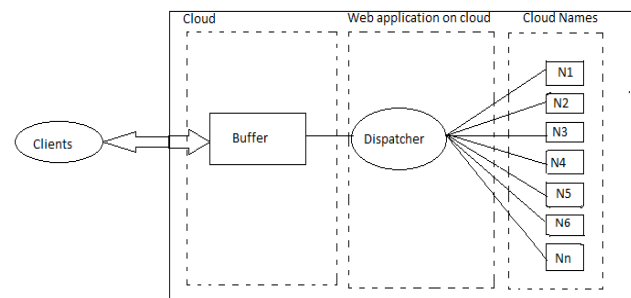 Cloud
Web application on cloud
Cloud Names
Clients
Buffer
Dispatcher
N1
N2
N3
N4
N5
N6
Nn